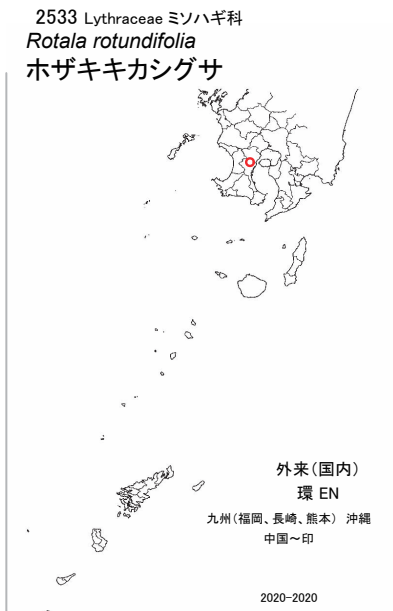 2533 Lythraceae ミソハギ科
Rotala rotundifolia
ホザキキカシグサ
外来(国内)
環 EN
九州(福岡、長崎、熊本) 沖縄
中国～印
2020-2020